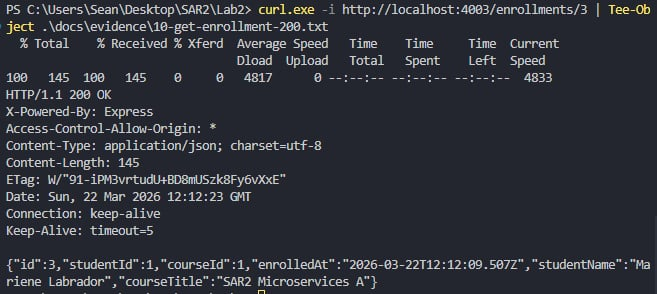 PS C:\Users\Sean\Desktop\SAR2\Lab2> curl.exe -i http://localhost:4003/enrollments/3 | Tee-Ob
ject .\docs\evidence\10-get-enrollment-200.txt
  % Total    % Received % Xferd  Average Speed   Time    Time     Time  Current
                                 Dload  Upload   Total   Spent    Left  Speed
100   145  100   145    0     0   4817      0 --:--:-- --:--:-- --:--:--  4833
HTTP/1.1 200 OK
X-Powered-By: Express
Access-Control-Allow-Origin: *
Content-Type: application/json; charset=utf-8
Content-Length: 145
ETag: W/"91-iPM3vrtudU+BD8mUSzk8Fy6vXxE"
Date: Sun, 22 Mar 2026 12:12:23 GMT
Connection: keep-alive
Keep-Alive: timeout=5

{"id":3,"studentId":1,"courseId":1,"enrolledAt":"2026-03-22T12:12:09.507Z","studentName":"Ma
riene Labrador","courseTitle":"SAR2 Microservices A"}